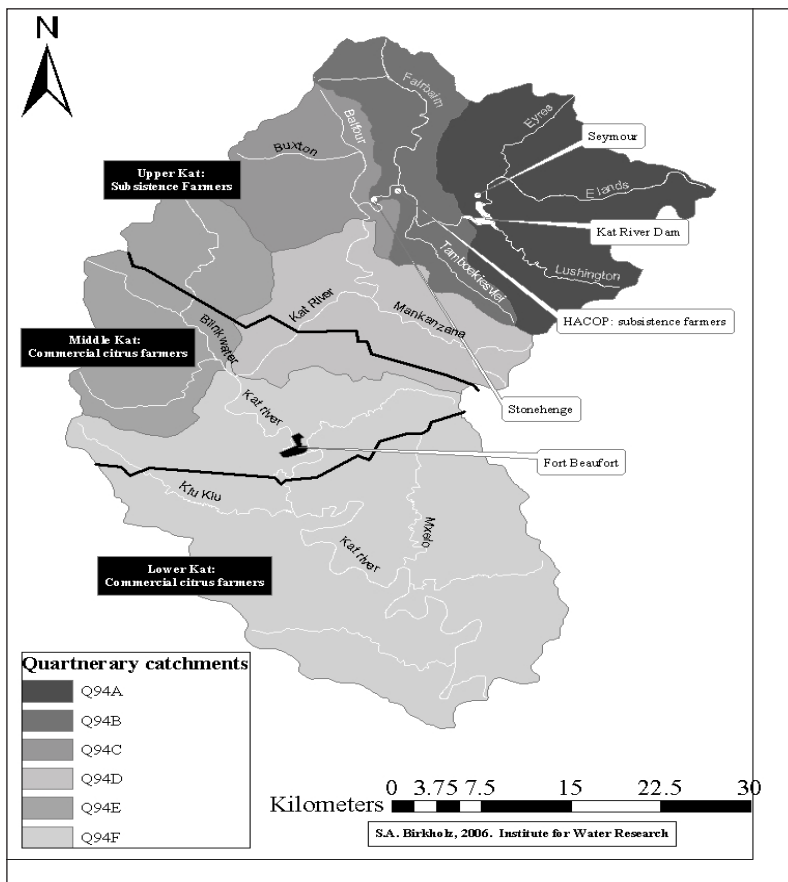 N
Fairbairn
Balfour
Eyrea
Seymour
Buxton
Upper Kat:
Subsistence Farmers
Elands
Kat River Dam
Tamboekiesvlei
Lushington
Kat River
Mankanzana
HACOP: subsistence farmers
Blinkwater
Middle Kat:
Commercial citrus farmers
Stonehenge
Kat river
Fort Beaufort
Klu Klu
Mxelo
Kat river
Lower Kat:
Commercial citrus farmers
Quartnerary catchments
Q94A
Q94B
Q94C
Q94D
Q94E
Q94F
0 3.75 7.5 15 22.5 30
Kilometers
S.A. Birkholz, 2006. Institute for Water Research